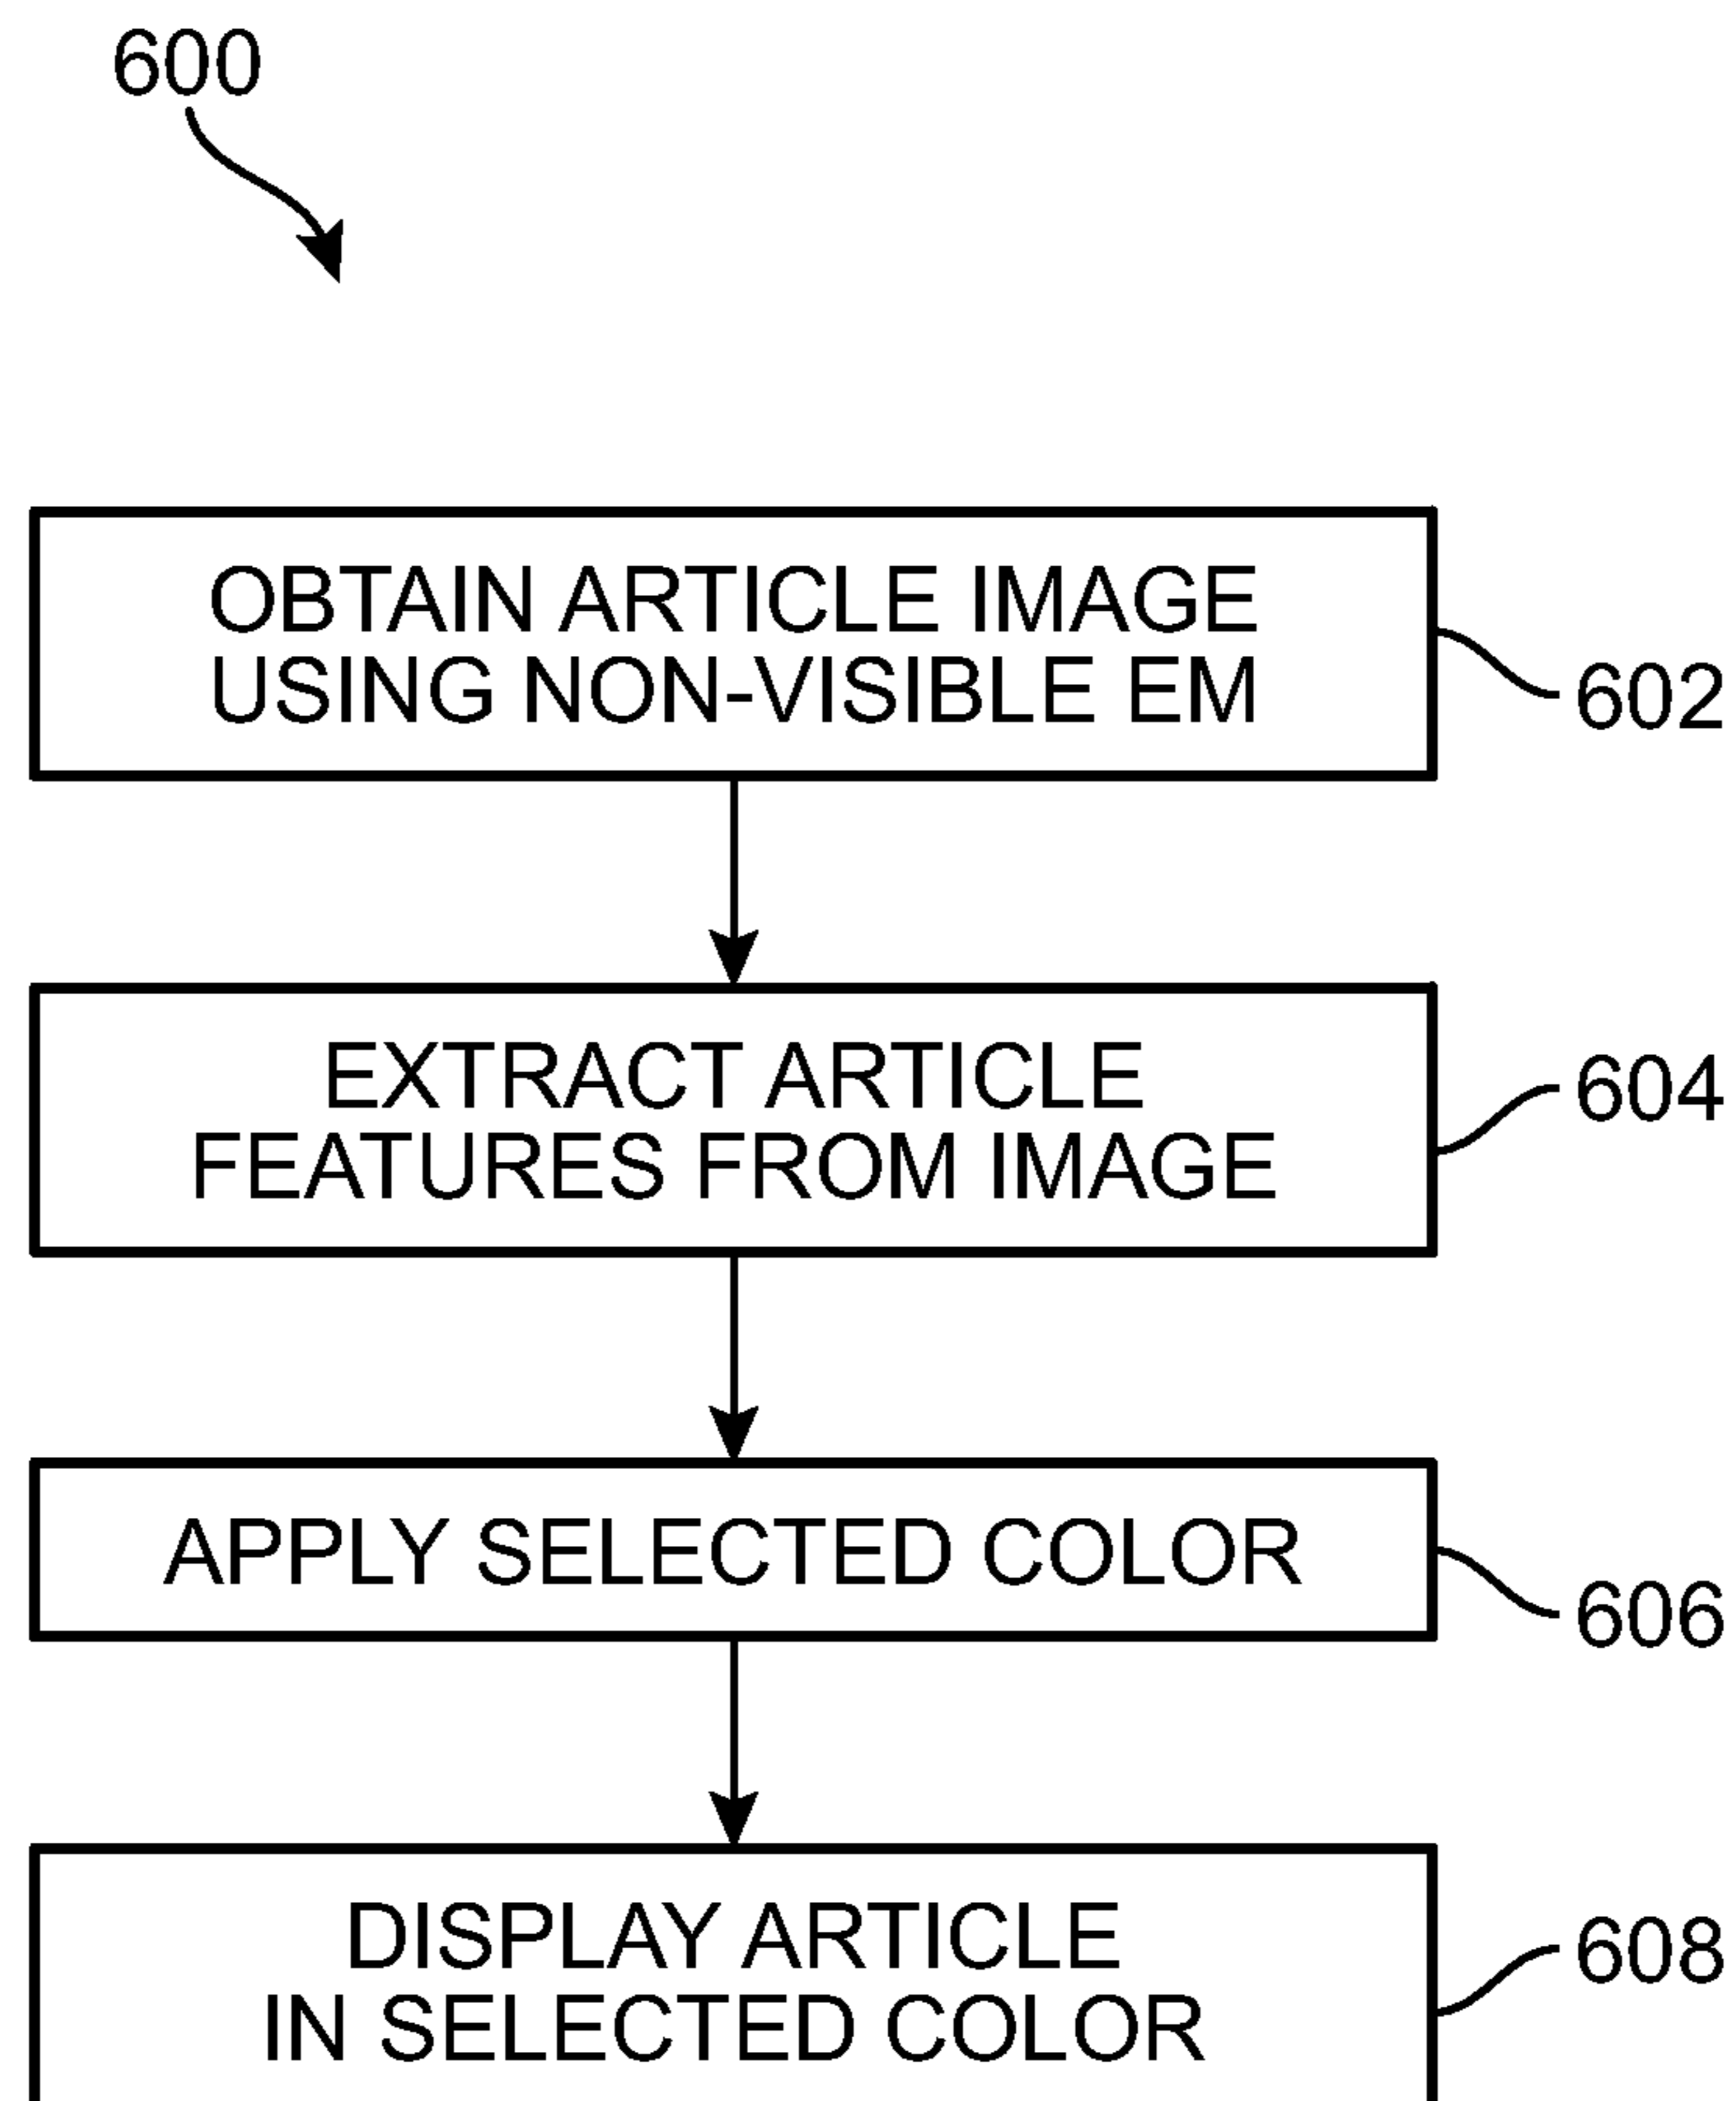 600
OBTAIN ARTICLE IMAGE
USING NON-VISIBLE EM
602
EXTRACT ARTICLE
FEATURES FROM IMAGE
604
APPLY SELECTED COLOR
606
DISPLAY ARTICLE
IN SELECTED COLOR
608